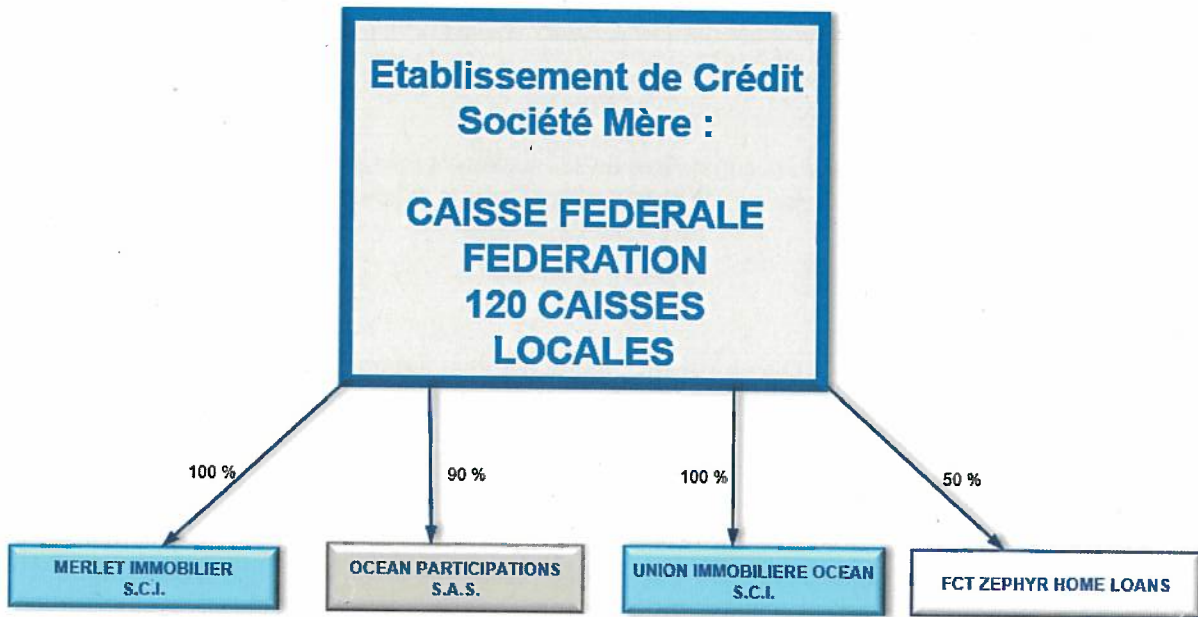 Etablissement de Crédit
Société Mère :
CAISSE FEDERALE
FEDERATION
120 CAISSES
LOCALES
100 %
90 %
100 %
50 %
MERLET IMMOBILIER
S.C.I.
OCEAN PARTICIPATIONS
S.A.S.
UNION IMMOBILIERE OCEAN
S.C.I.
FCT ZEPHYR HOME LOANS